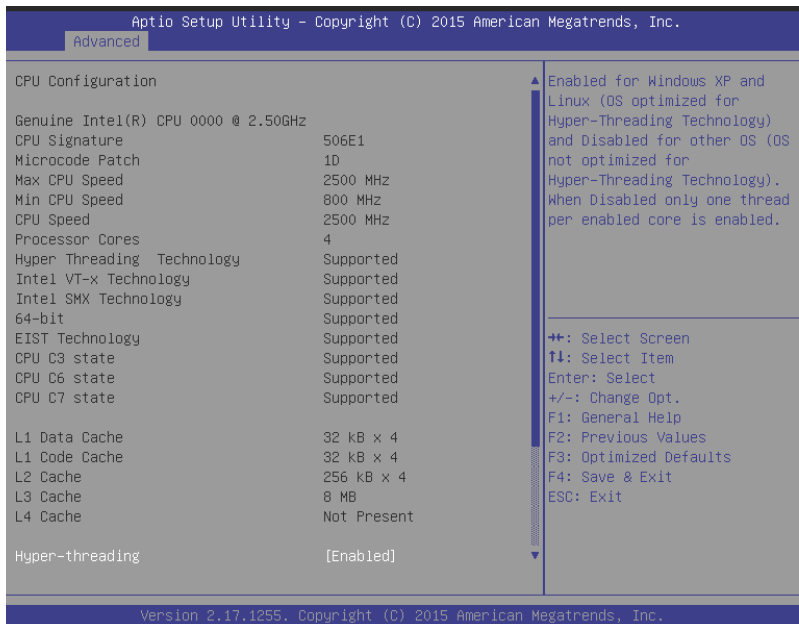 Aptio Setup Utility – Copyright (C) 2015 American Megatrends, Inc.
Advanced
CPU Configuration
Genuine Intel(R) CPU 0000 @ 2.50GHz
CPU Signature 506E1
Microcode Patch 1D
Max CPU Speed 2500 MHz
Min CPU Speed 800 MHz
CPU Speed 2500 MHz
Processor Cores 4
Hyper Threading Technology Supported
Intel VT-x Technology Supported
Intel SMX Technology Supported
64-bit Supported
EIST Technology Supported
CPU C3 state Supported
CPU C6 state Supported
CPU C7 state Supported
L1 Data Cache 32 kB x 4
L1 Code Cache 32 kB x 4
L2 Cache 256 kB x 4
L3 Cache 8 MB
L4 Cache Not Present
Hyper-threading [Enabled]
Enabled for Windows XP and
Linux (OS optimized for
Hyper-Threading Technology)
and Disabled for other OS (OS
not optimized for
Hyper-Threading Technology).
When Disabled only one thread
per enabled core is enabled.
→←: Select Screen
↑↓: Select Item
Enter: Select
+/-: Change Opt.
F1: General Help
F2: Previous Values
F3: Optimized Defaults
F4: Save & Exit
ESC: Exit
Version 2.17.1255. Copyright (C) 2015 American Megatrends, Inc.